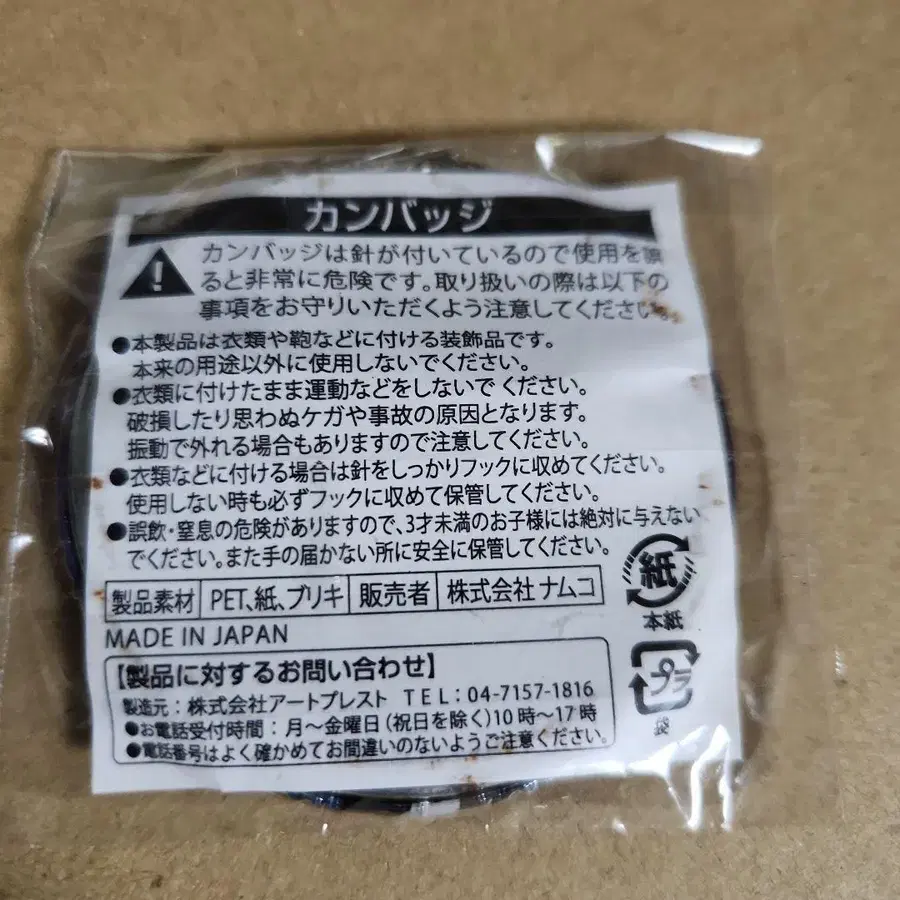 カンバッジ
カンバッジは針が付いているので使用を誤
ると非常に危険です。取り扱いの際は以下の
事項をお守りいただくよう注意してください。
●本製品は衣類や鞄などに付ける装飾品です。
本来の用途以外に使用しないでください。
●衣類に付けたまま運動などをしないでください。
破損したり思わぬケガや事故の原因となります。
振動で外れる場合もありますので注意してください。
●衣類などに付ける場合は針をしっかりフックに収めてください。
使用しない時も必ずフックに収めて保管してください。
●誤飲・窒息の危険がありますので、3才未満のお子様には絶対に与えない
でください。また手の届かない所に安全に保管してください。
製品素材 PET、紙、ブリキ 販売者 株式会社 ナムコ
MADE IN JAPAN
紙
本紙
プラ
袋
【製品に対するお問い合わせ】
製造元：株式会社アートプレスト TEL：04-7157-1816
●お電話受付時間：月～金曜日（祝日を除く）10時～17時
●電話番号はよく確かめてお間違いのないようご注意ください。